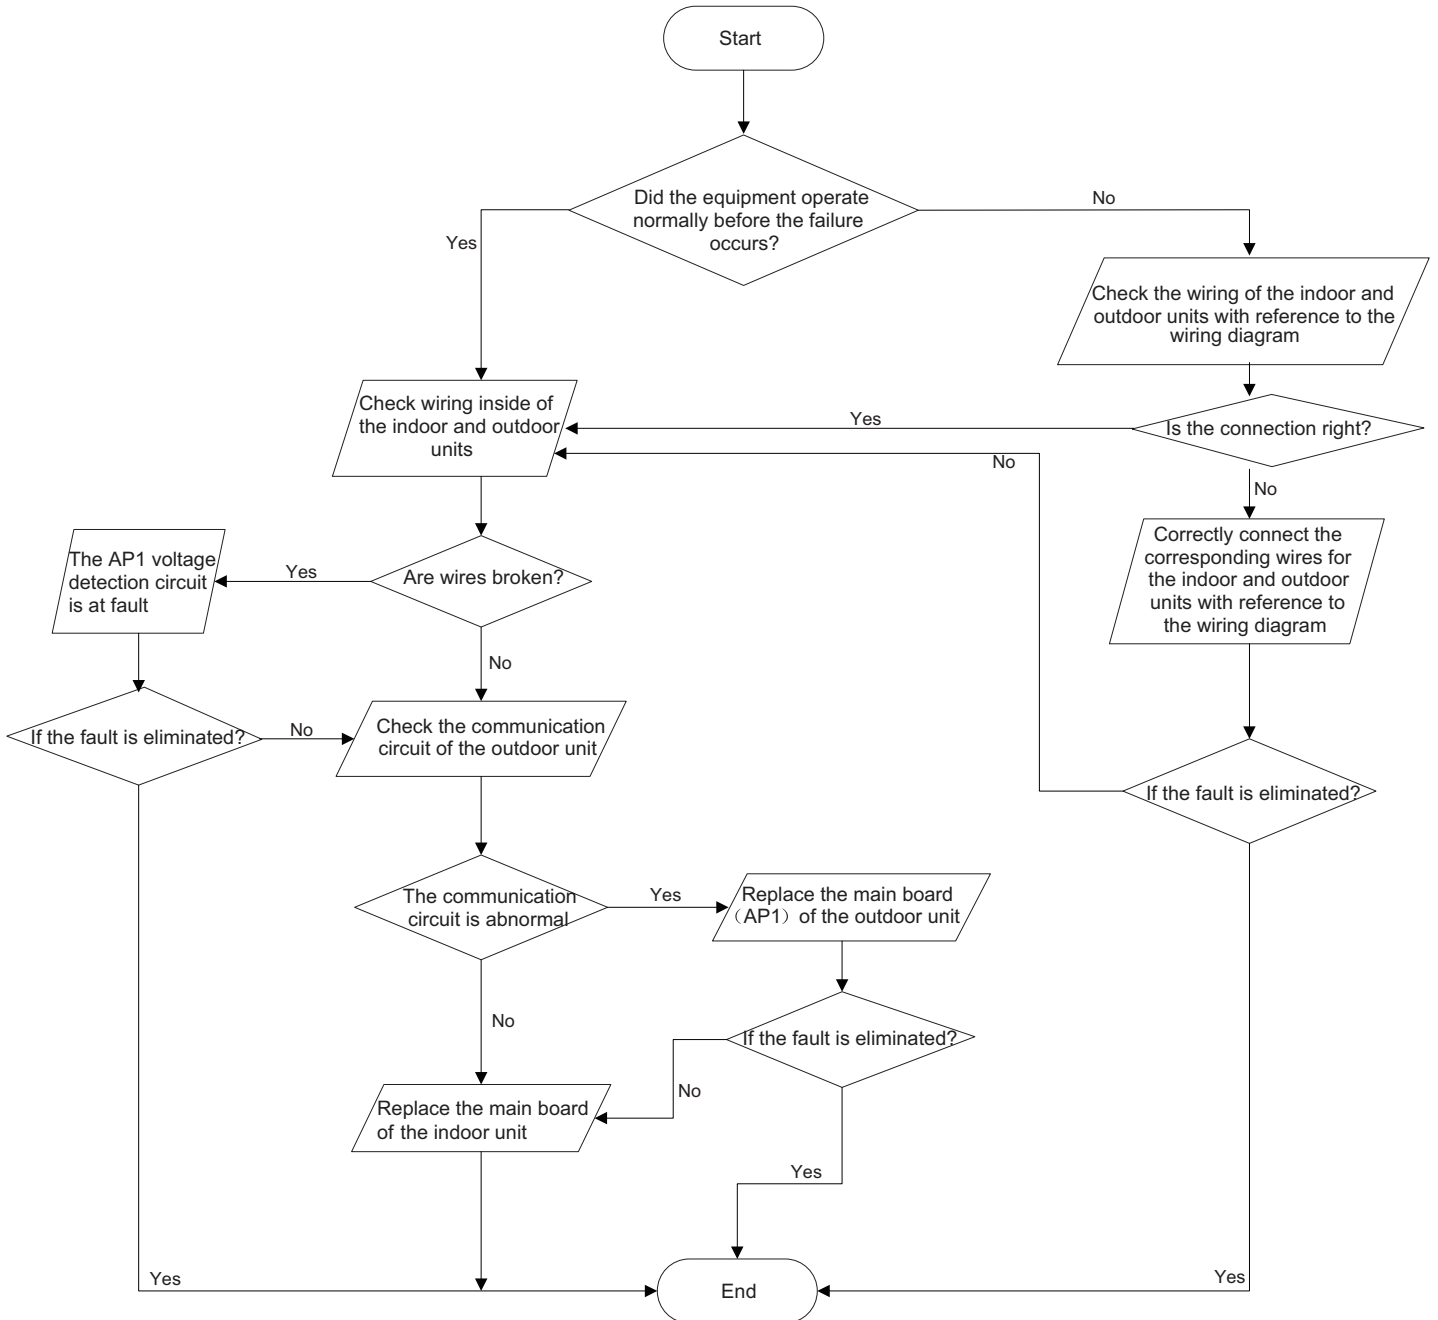 Start
Did the equipment operate
normally before the failure
occurs?
Yes
No
Check the wiring of the indoor and
outdoor units with reference to the
wiring diagram
Check wiring inside of
the indoor and outdoor
units
Yes
Is the connection right?
No
No
Correctly connect the
corresponding wires for
the indoor and outdoor
units with reference to
the wiring diagram
The AP1 voltage
detection circuit
is at fault
Yes
Are wires broken?
No
If the fault is eliminated?
No
Check the communication
circuit of the outdoor unit
If the fault is eliminated?
The communication
circuit is abnormal
Yes
Replace the main board
（AP1）of the outdoor unit
No
If the fault is eliminated?
No
Replace the main board
of the indoor unit
Yes
Yes
End
Yes